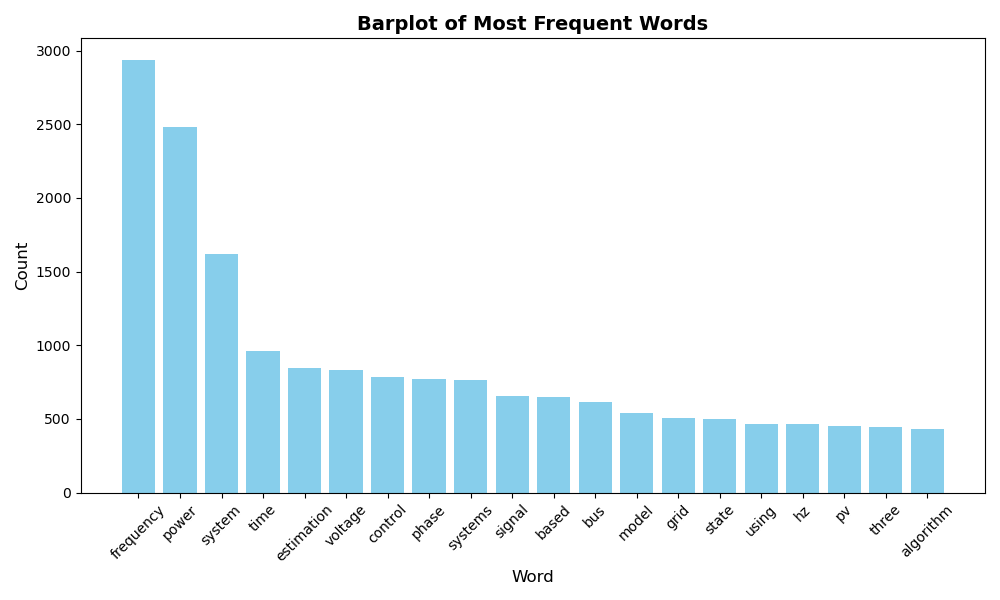 Barplot of Most Frequent Words
3000
2500
2000
1500
1000
500
0
Count
frequency
power
system
time
estimation
voltage
control
phase
systems
signal
based
bus
model
grid
state
using
hz
pv
three
algorithm
Word